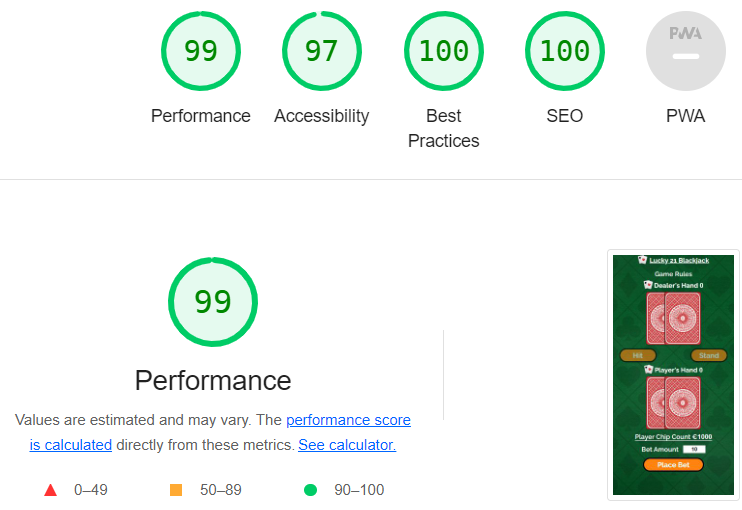 99
97
100
100
PWA
Performance
Accessibility
Best
Practices
SEO
PWA
99
Performance
Values are estimated and may vary. The performance score
is calculated directly from these metrics. See calculator.
0–49
50–89
90–100
Lucky 21 Blackjack
Game Rules
Dealer's Hand 0
Hit
Stand
Player's Hand 0
Player Chip Count €1000
Bet Amount 10
Place Bet